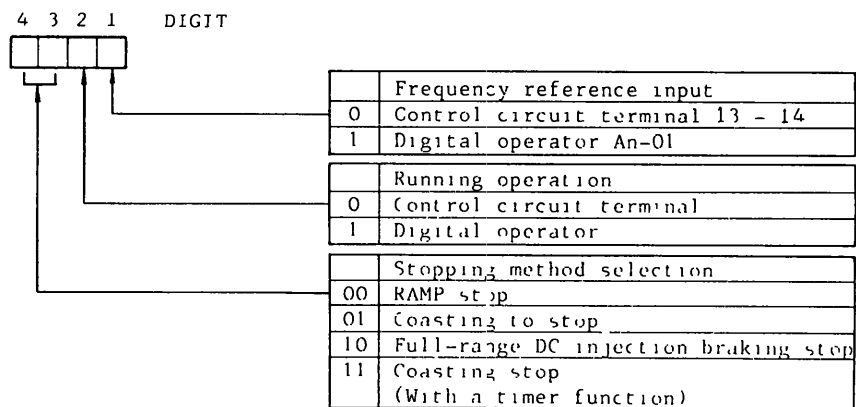 4 3 2 1 DIGIT
Frequency reference input
0 Control circuit terminal 13 - 14
1 Digital operator An-01
Running operation
0 Control circuit terminal
1 Digital operator
Stopping method selection
00 RAMP stop
01 Coasting to stop
10 Full-range DC injection braking stop
11 Coasting stop
(With a timer function)